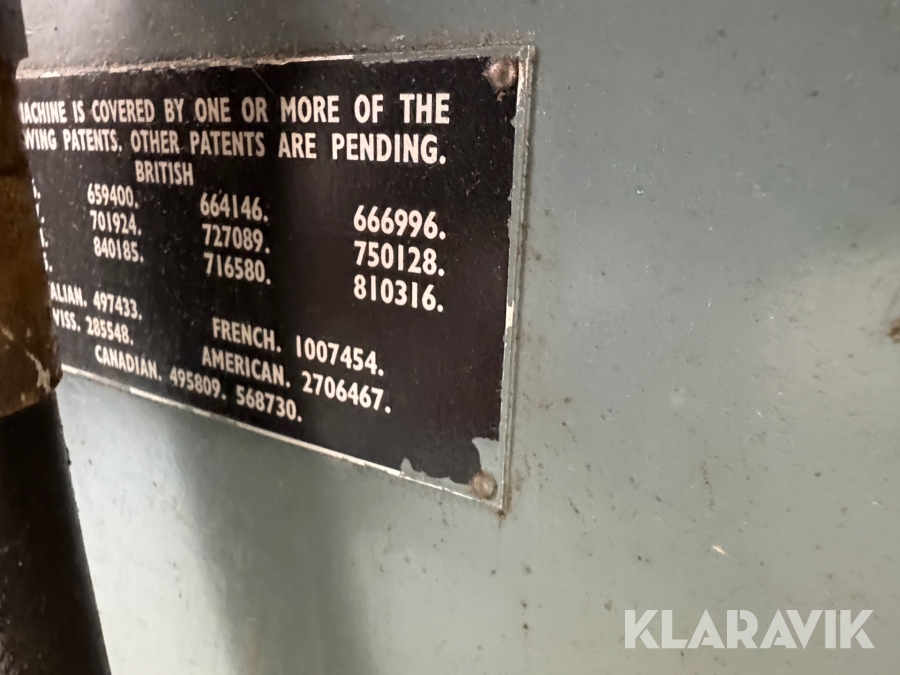 MACHINE IS COVERED BY ONE OR MORE OF THE
WING PATENTS. OTHER PATENTS ARE PENDING.
BRITISH
659400. 664146. 666996.
701924. 727089. 750128.
840185. 716580. 810316.
ALIAN. 497433. FRENCH. 1007454.
VISS. 285548. AMERICAN. 2706467.
CANADIAN. 495809. 568730.
KLARAVIK